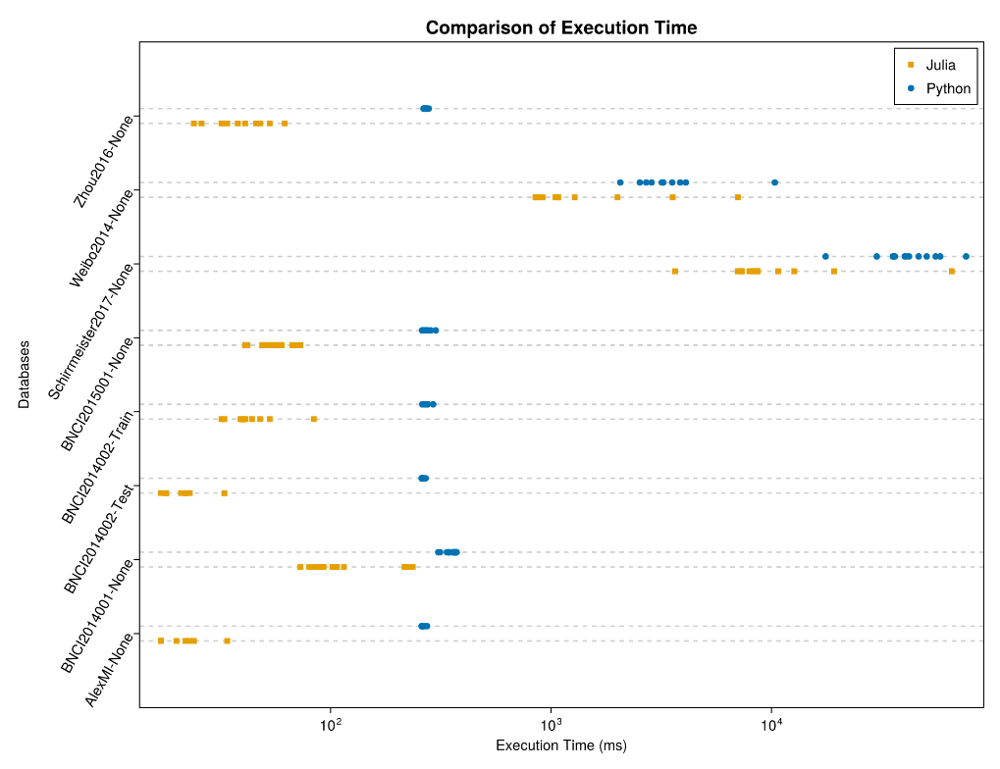 Comparison of Execution Time
Julia
Python
Databases
Zhou2016-None
Weibo2014-None
Schirrmeister2017-None
BNCI2015001-None
BNCI2014002-Train
BNCI2014002-Test
BNCI2014001-None
AlexMI-None
10²
10³
10⁴
Execution Time (ms)